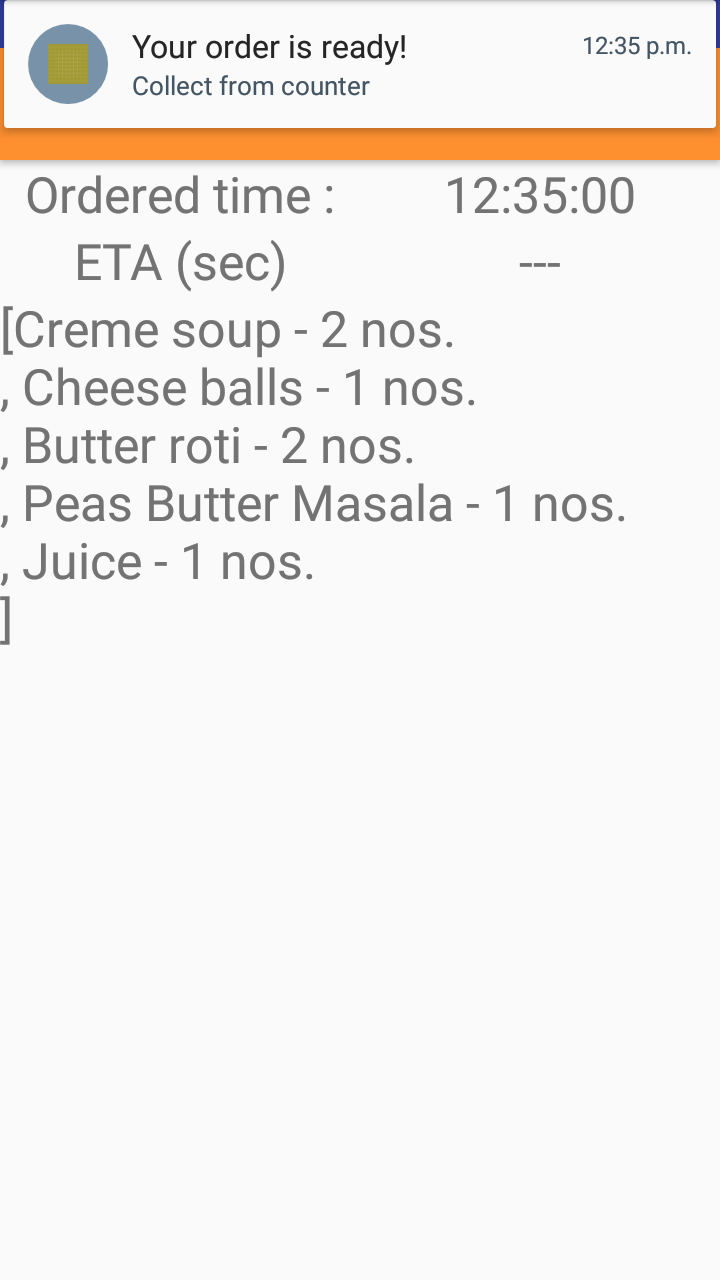 Your order is ready! 12:35 p.m.
Collect from counter
Ordered time : 12:35:00
ETA (sec) ---
[Creme soup - 2 nos.
, Cheese balls - 1 nos.
, Butter roti - 2 nos.
, Peas Butter Masala - 1 nos.
, Juice - 1 nos.
]